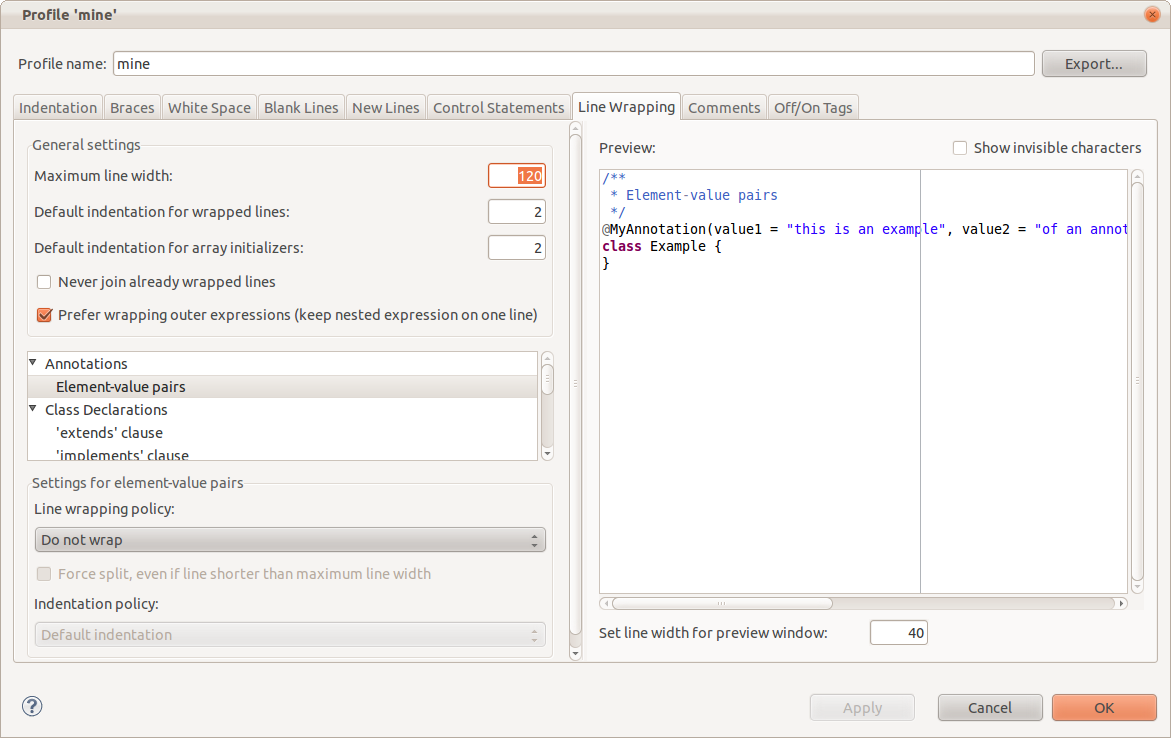 Profile 'mine'
Profile name: mine Export...
Indentation Braces White Space Blank Lines New Lines Control Statements Line Wrapping Comments Off/On Tags
General settings
Maximum line width: 120
Default indentation for wrapped lines: 2
Default indentation for array initializers: 2
Never join already wrapped lines
Prefer wrapping outer expressions (keep nested expression on one line)
Annotations
Element-value pairs
Class Declarations
'extends' clause
'implements' clause
Settings for element-value pairs
Line wrapping policy:
Do not wrap
Force split, even if line shorter than maximum line width
Indentation policy:
Default indentation
Preview: Show invisible characters
/**
* Element-value pairs
*/
@MyAnnotation(value1 = "this is an example", value2 = "of an annot
class Example {
}
Set line width for preview window: 40
? Apply Cancel OK